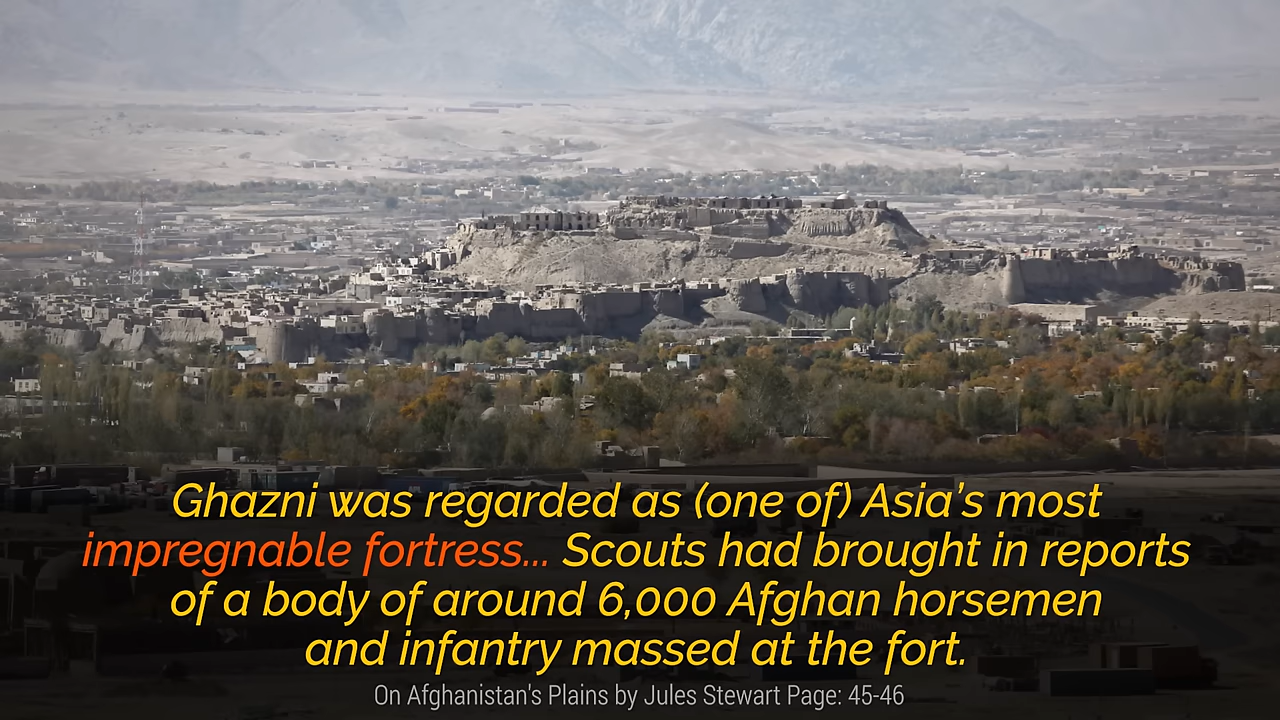 Ghazni was regarded as (one of) Asia's most
impregnable fortress... Scouts had brought in reports
of a body of around 6,000 Afghan horsemen
and infantry massed at the fort.
On Afghanistan's Plains by Jules Stewart Page: 45-46